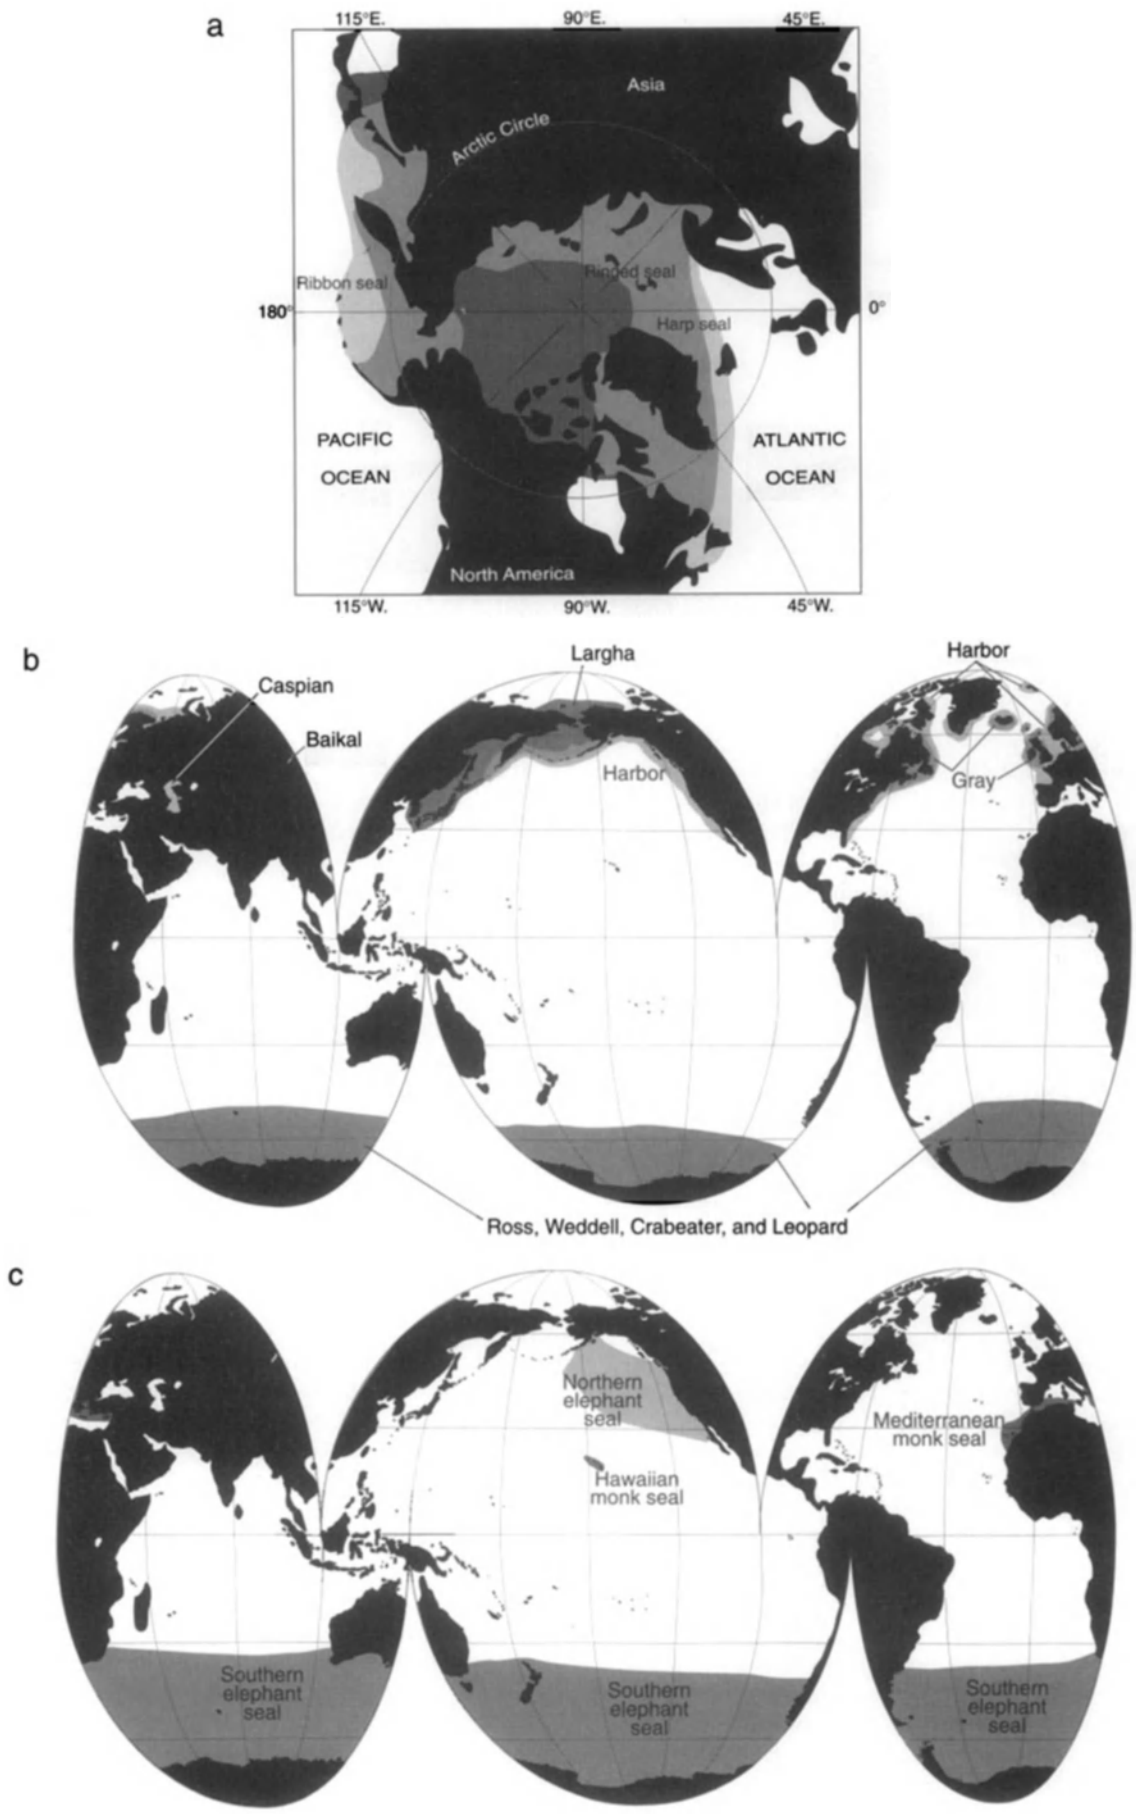 a
115°E.
90°E.
45°E.
Asia
Arctic Circle
Ribbon seal
Ringed seal
180°
0°
Harp seal
PACIFIC
OCEAN
ATLANTIC
OCEAN
North America
115°W.
90°W.
45°W.
b
Largha
Harbor
Caspian
Baikal
Harbor
Gray
Ross, Weddell, Crabeater, and Leopard
c
Northern
elephant
seal
Mediterranean
monk seal
Hawaiian
monk seal
Southern
elephant
seal
Southern
elephant
seal
Southern
elephant
seal